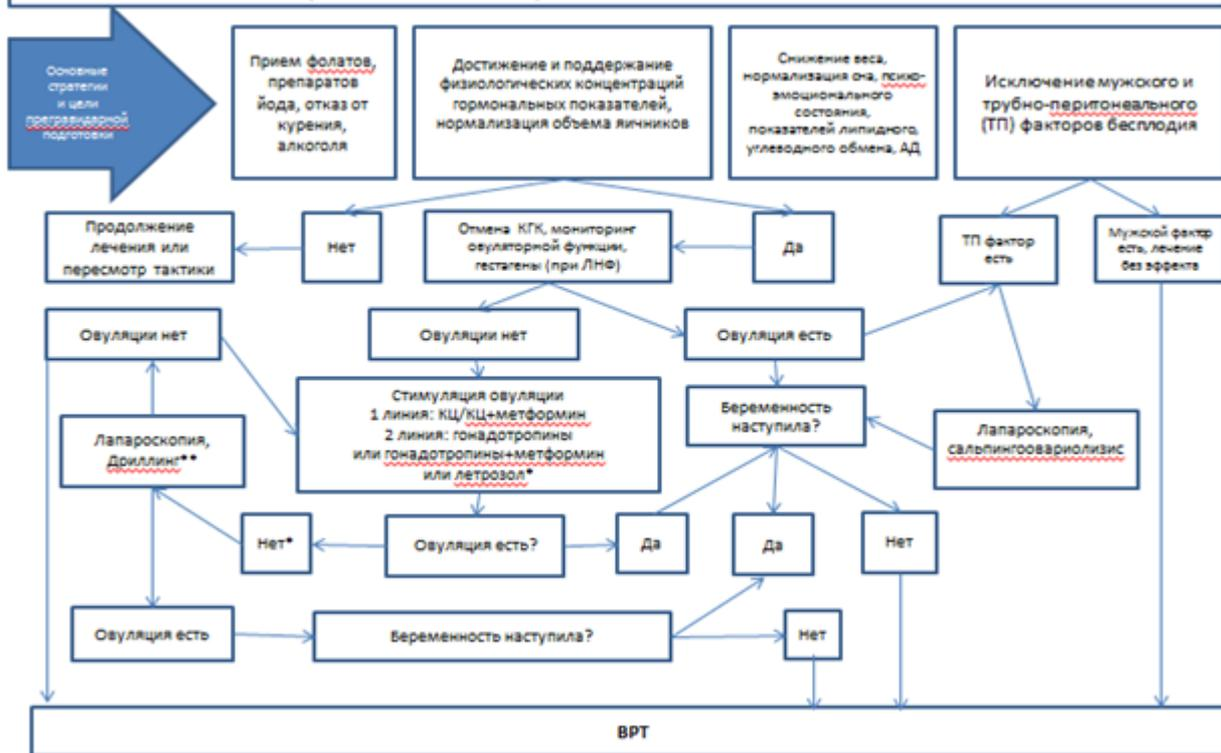 Основные
стратегии
и цели
прегравидарной
подготовки
Прием фолатов,
препаратов
йода, отказ от
курения,
алкоголя
Достижение и поддержание
физиологических концентраций
гормональных показателей,
нормализация объема яичников
Снижение веса,
нормализация сна, психо-
эмоционального
состояния,
показателей липидного,
углеводного обмена, АД
Исключение мужского и
трубно-перитонеального
(ТП) факторов бесплодия
Продолжение
лечения или
пересмотр тактики
Нет
Отмена КГК, мониторинг
овуляторной функции,
гестагены (при ЛНФ)
Да
ТП фактор
есть
Мужской фактор
есть, лечение
без эффекта
Овуляции нет
Овуляции нет
Овуляция есть
Стимуляция овуляции
1 линия: КЦ/КЦ+метформин
2 линия: гонадотропины
или гонадотропины+метформин
или летрозол*
Беременность
наступила?
Лапароскопия,
Дриллинг**
Лапароскопия,
сальпингоовариолизис
Нет*
Овуляция есть?
Да
Да
Нет
Овуляция есть
Беременность наступила?
Нет
ВРТ